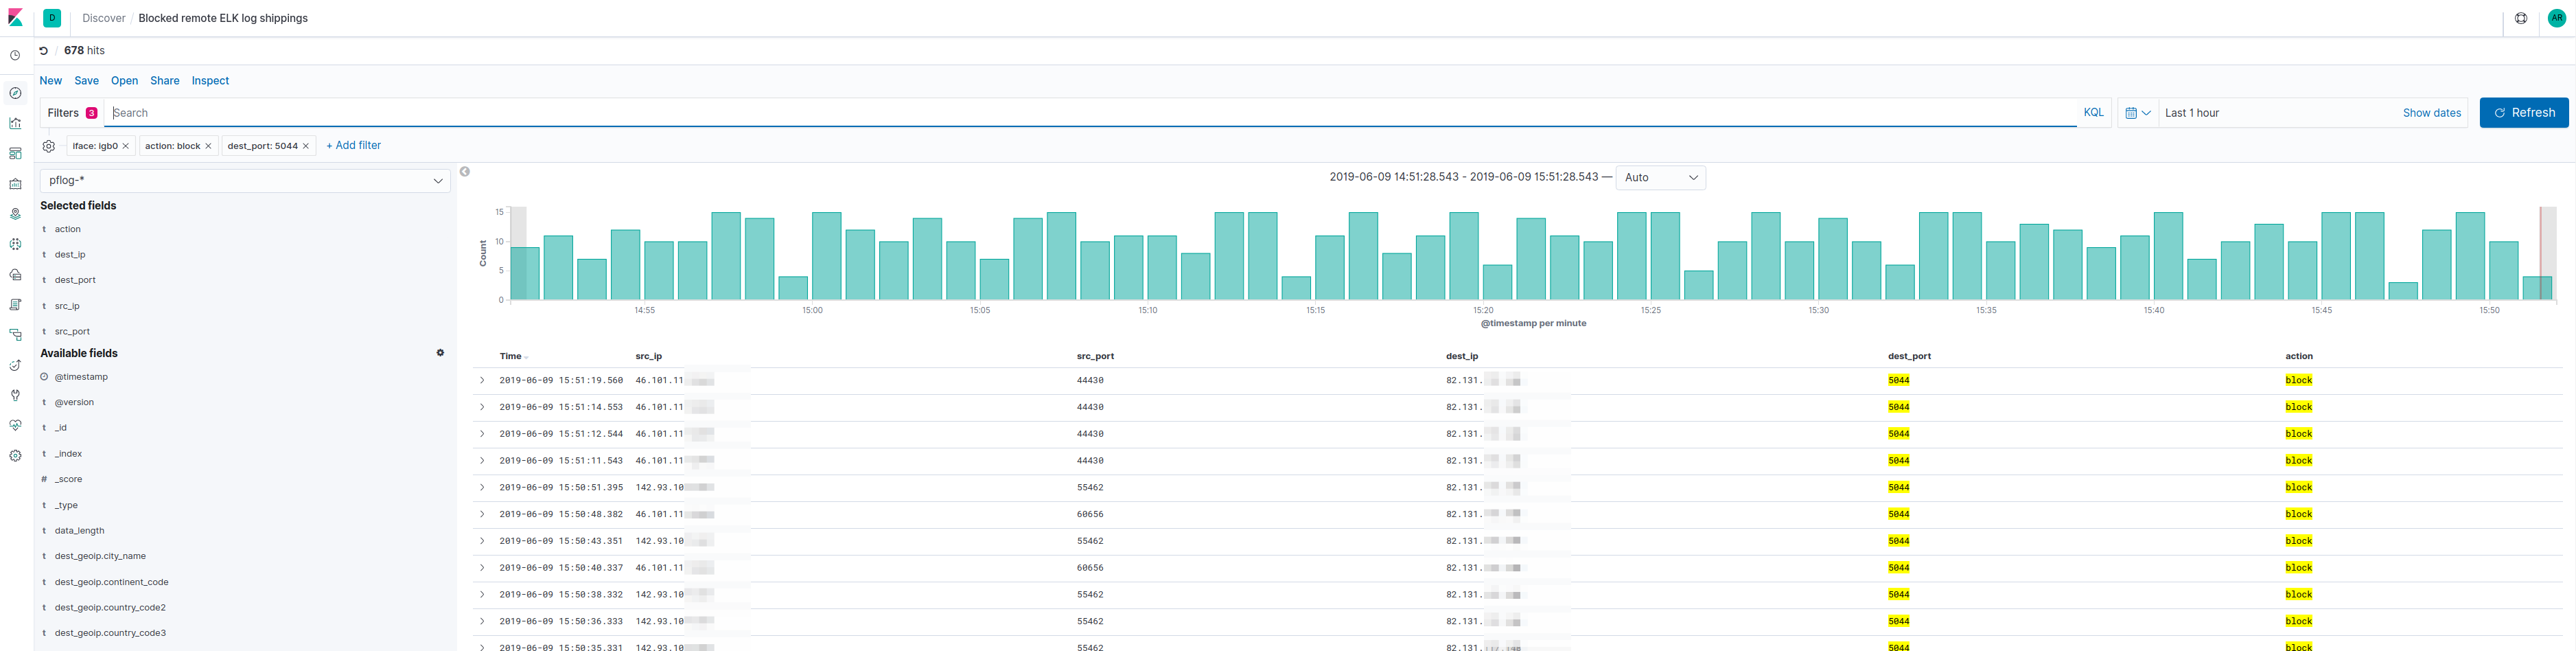 D Discover / Blocked remote ELK log shippings AR
/ 678 hits
New Save Open Share Inspect
Filters 3 Search KQL Last 1 hour Show dates Refresh
iface: igb0 × action: block × dest_port: 5044 × + Add filter
pflog-*
Selected fields
t action
t dest_ip
t dest_port
t src_ip
t src_port
Available fields
@timestamp
t @version
t _id
t _index
# _score
t _type
t data_length
t dest_geoip.city_name
t dest_geoip.continent_code
t dest_geoip.country_code2
t dest_geoip.country_code3
2019-06-09 14:51:28.543 - 2019-06-09 15:51:28.543 — Auto
Count
15
10
5
0
14:55 15:00 15:05 15:10 15:15 15:20 15:25 15:30 15:35 15:40 15:45 15:50
@timestamp per minute
Time src_ip src_port dest_ip dest_port action
2019-06-09 15:51:19.560 46.101.11 44430 82.131. 5044 block
2019-06-09 15:51:14.553 46.101.11 44430 82.131. 5044 block
2019-06-09 15:51:12.544 46.101.11 44430 82.131. 5044 block
2019-06-09 15:51:11.543 46.101.11 44430 82.131. 5044 block
2019-06-09 15:50:51.395 142.93.10 55462 82.131. 5044 block
2019-06-09 15:50:48.382 46.101.11 60656 82.131. 5044 block
2019-06-09 15:50:43.351 142.93.10 55462 82.131. 5044 block
2019-06-09 15:50:40.337 46.101.11 60656 82.131. 5044 block
2019-06-09 15:50:38.332 142.93.10 55462 82.131. 5044 block
2019-06-09 15:50:36.333 142.93.10 55462 82.131. 5044 block
2019-06-09 15:50:35.331 142.93.10 55462 82.131. 5044 block